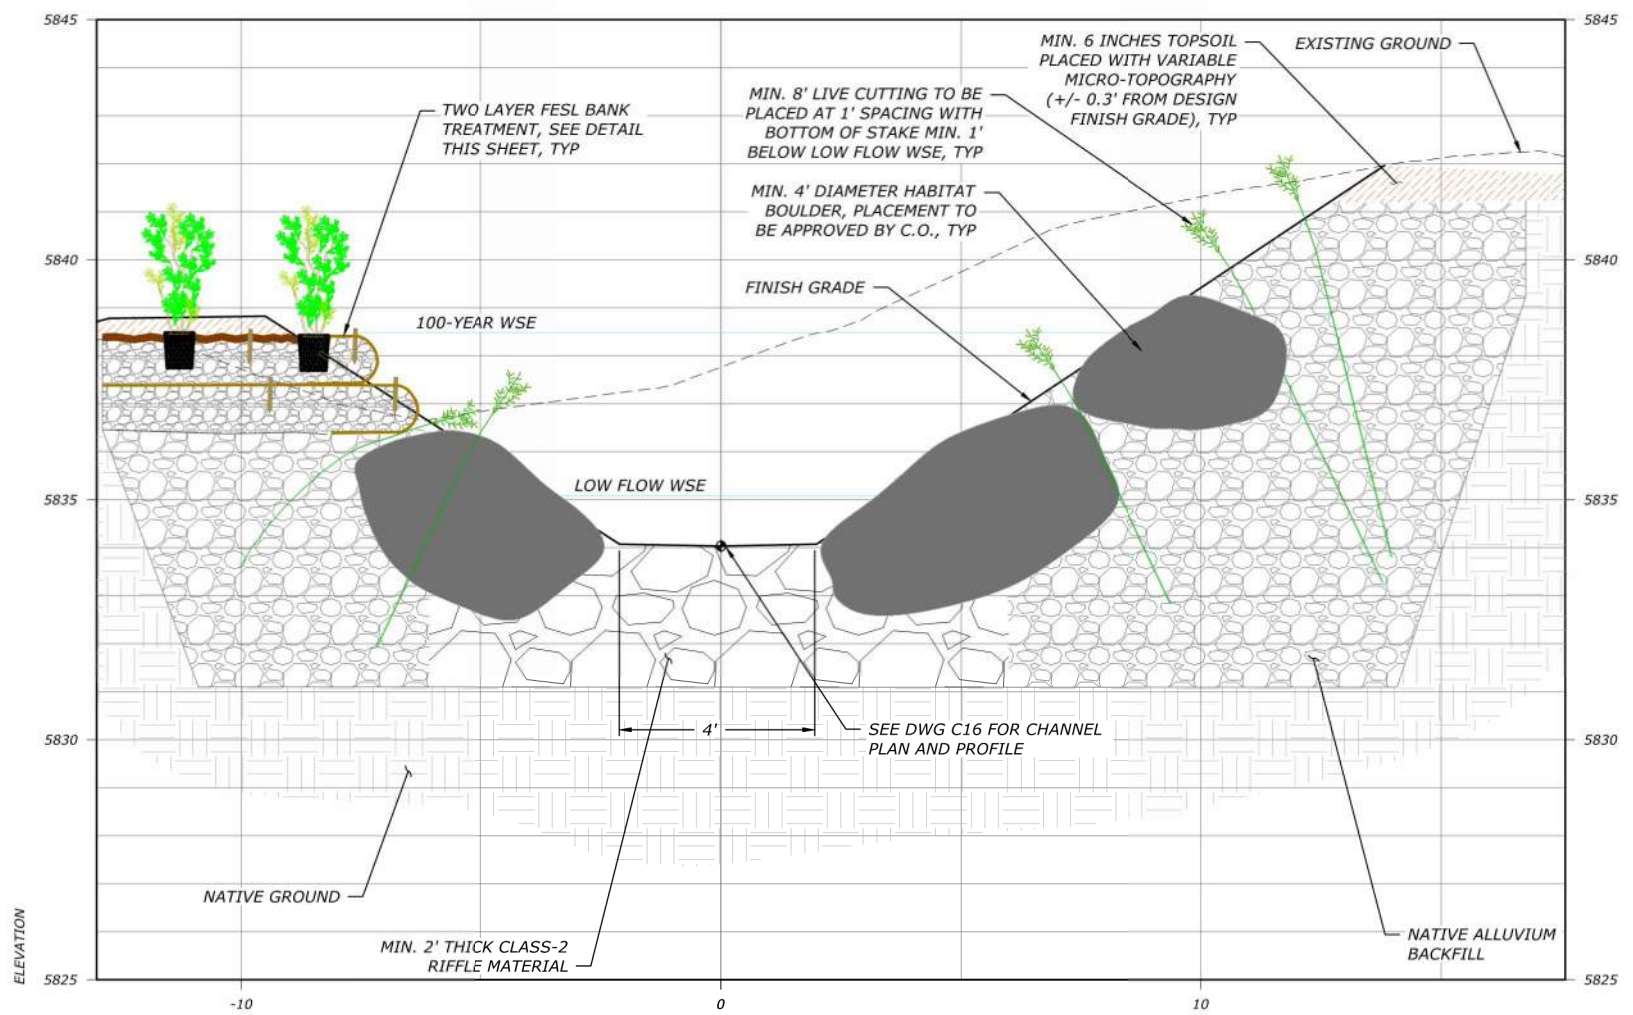 5845
5845
MIN. 6 INCHES TOPSOIL
PLACED WITH VARIABLE
MICRO-TOPOGRAPHY
(+/- 0.3' FROM DESIGN
FINISH GRADE), TYP
EXISTING GROUND
MIN. 8' LIVE CUTTING TO BE
PLACED AT 1' SPACING WITH
BOTTOM OF STAKE MIN. 1'
BELOW LOW FLOW WSE, TYP
TWO LAYER FESL BANK
TREATMENT, SEE DETAIL
THIS SHEET, TYP
MIN. 4' DIAMETER HABITAT
BOULDER, PLACEMENT TO
BE APPROVED BY C.O., TYP
5840
5840
FINISH GRADE
100-YEAR WSE
LOW FLOW WSE
5835
5835
4'
SEE DWG C16 FOR CHANNEL
PLAN AND PROFILE
5830
5830
NATIVE GROUND
MIN. 2' THICK CLASS-2
RIFFLE MATERIAL
NATIVE ALLUVIUM
BACKFILL
ELEVATION
5825
5825
-10
0
10